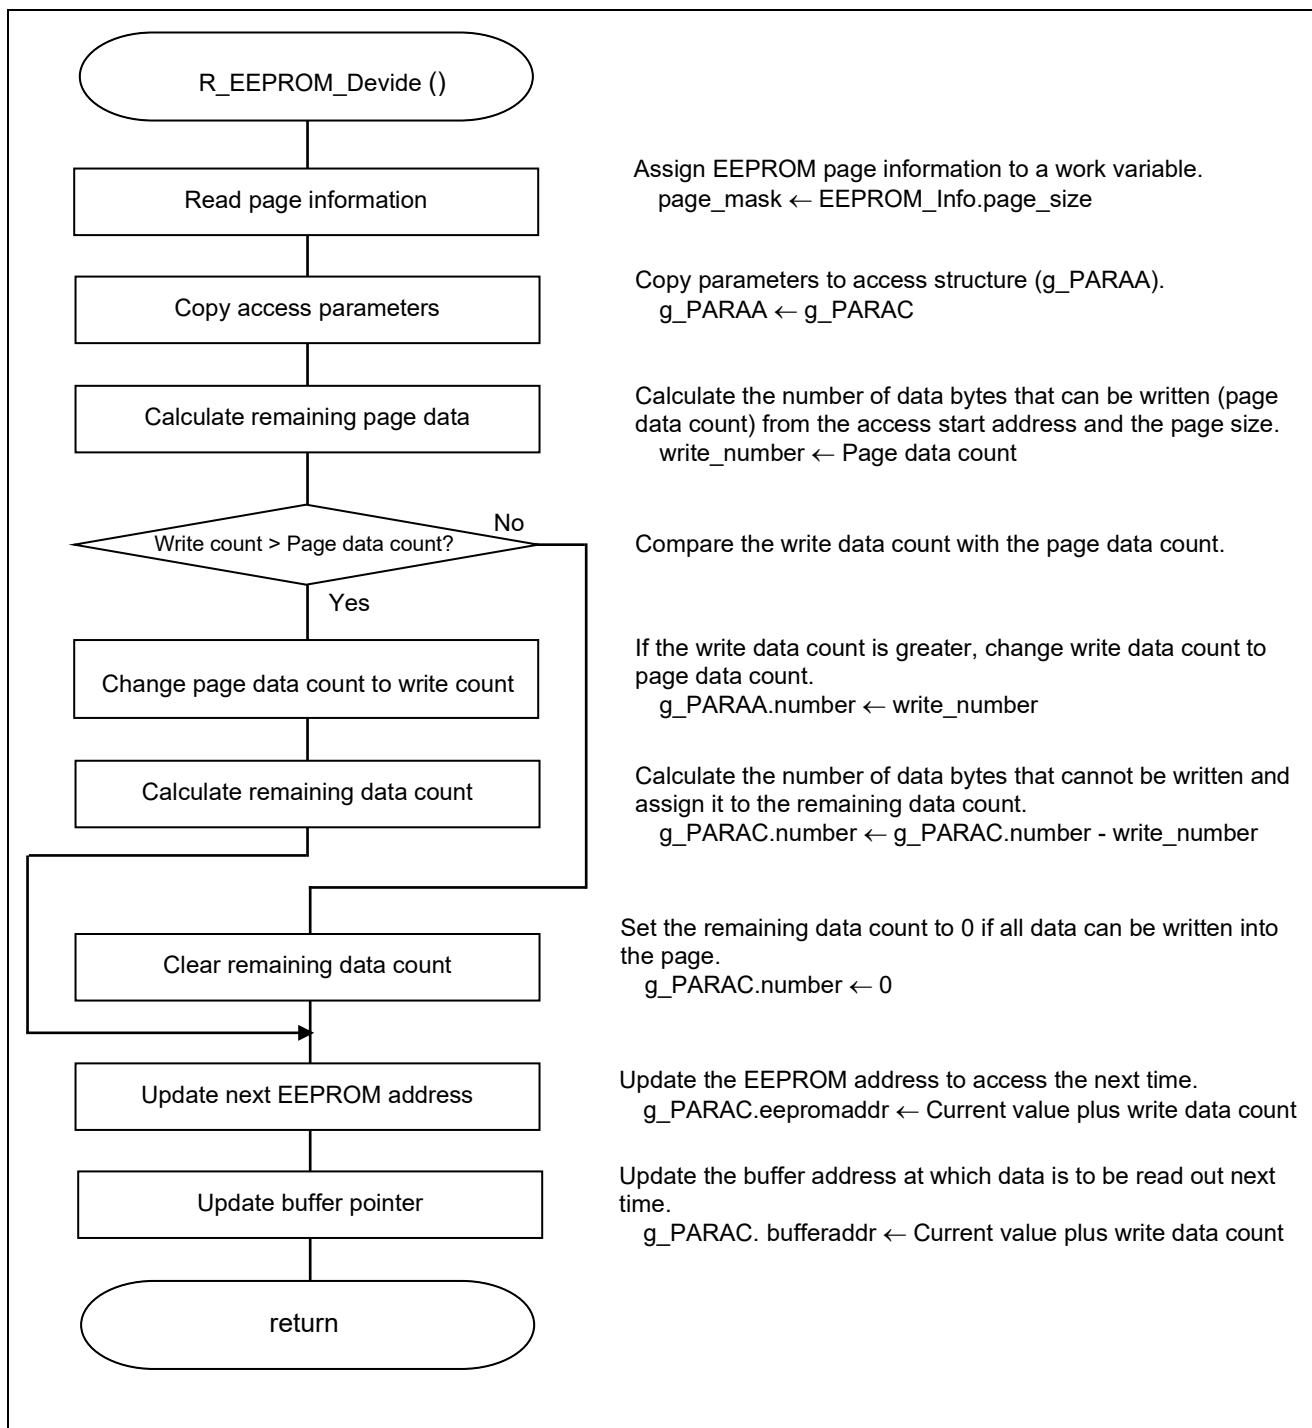 R_EEPROM_Devide ()
Read page information
Assign EEPROM page information to a work variable.
page_mask ← EEPROM_Info.page_size
Copy access parameters
Copy parameters to access structure (g_PARAA).
g_PARAA ← g_PARAC
Calculate remaining page data
Calculate the number of data bytes that can be written (page
data count) from the access start address and the page size.
write_number ← Page data count
Write count > Page data count?
No
Yes
Compare the write data count with the page data count.
Change page data count to write count
If the write data count is greater, change write data count to
page data count.
g_PARAA.number ← write_number
Calculate remaining data count
Calculate the number of data bytes that cannot be written and
assign it to the remaining data count.
g_PARAC.number ← g_PARAC.number - write_number
Clear remaining data count
Set the remaining data count to 0 if all data can be written into
the page.
g_PARAC.number ← 0
Update next EEPROM address
Update the EEPROM address to access the next time.
g_PARAC.eepromaddr ← Current value plus write data count
Update buffer pointer
Update the buffer address at which data is to be read out next
time.
g_PARAC. bufferaddr ← Current value plus write data count
return